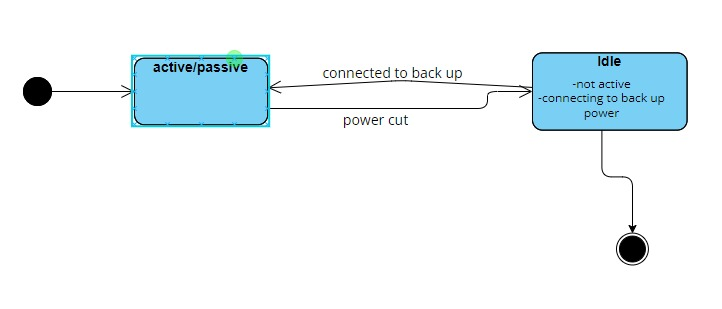 active/passive
connected to back up
power cut
Idle
-not active
-connecting to back up
power